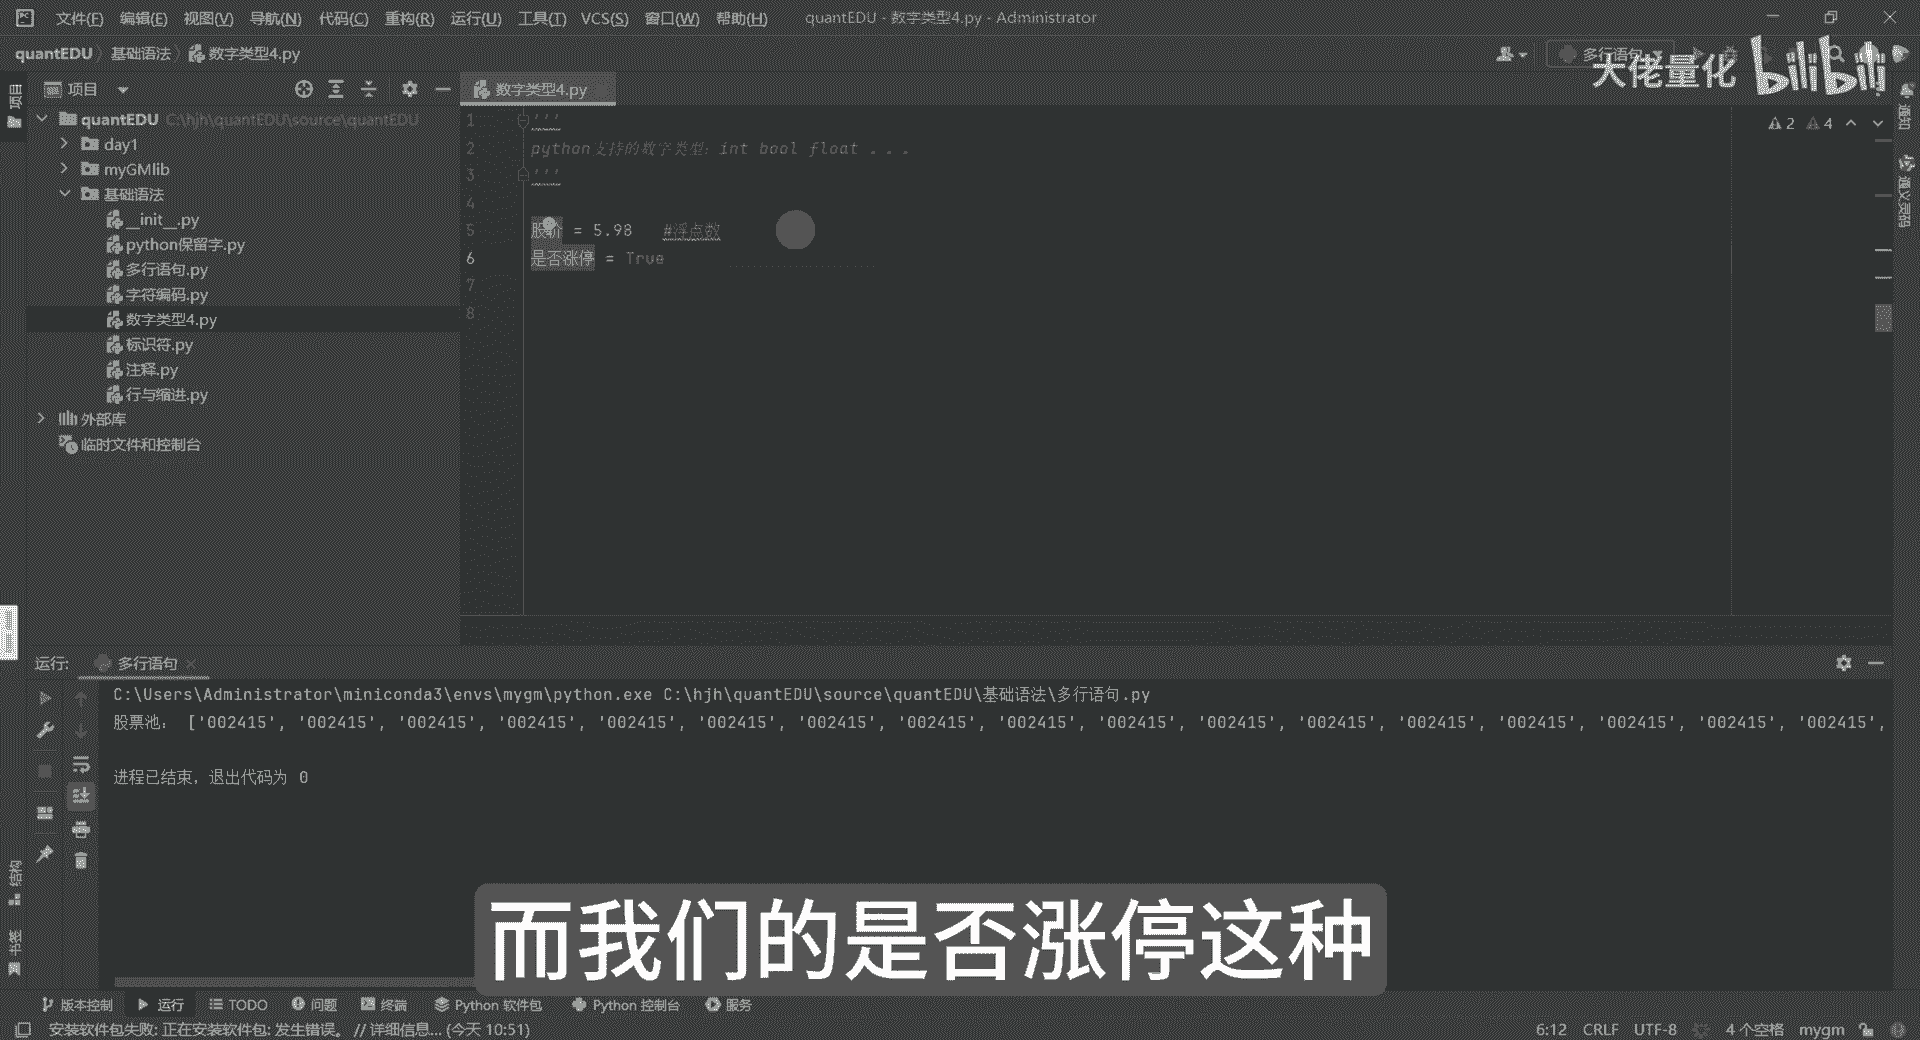 文件(F) 编辑(E) 视图(V) 导航(N) 代码(C) 重构(R) 运行(U) 工具(T) VCS(S) 窗口(W) 帮助(H) quantEDU - 数字类型4.py - Administrator
quantEDU 基础语法 数字类型4.py 多行语句
大佬量化 bilibili
项目
项目
数字类型4.py
quantEDU C:\hjh\quantEDU\source\quantEDU
day1
myGMlib
基础语法
__init__.py
python保留字.py
多行语句.py
字符编码.py
数字类型4.py
标识符.py
注释.py
行与缩进.py
外部库
临时文件和控制台
1 '''
2 python支持的数字类型: int bool float 。。。
3 '''
4
5 股价 = 5.98 #浮点数
6 是否涨停 = True
7
8
2 4
通知
通义灵码
运行: 多行语句
C:\Users\Administrator\miniconda3\envs\mygm\python.exe C:\hjh\quantEDU\source\quantEDU\基础语法\多行语句.py
股票池: ['002415', '002415', '002415', '002415', '002415', '002415', '002415', '002415', '002415', '002415', '002415', '002415', '002415', '002415', '002415', '002415', '002415',
进程已结束，退出代码为 0
结构
书签
而我们的是否涨停这种
版本控制 运行 TODO 问题 终端 Python 软件包 Python 控制台 服务
安装软件包失败: 正在安装软件包: 发生错误。 // 详细信息... (今天 10:51) 6:12 CRLF UTF-8 4 个空格 mygm